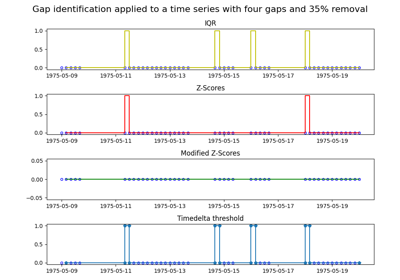 Gap identification applied to a time series with four gaps and 35% removal
IQR
1.0
0.5
0.0
1975-05-09 1975-05-11 1975-05-13 1975-05-15 1975-05-17 1975-05-19
Z-Scores
1.0
0.5
0.0
1975-05-09 1975-05-11 1975-05-13 1975-05-15 1975-05-17 1975-05-19
Modified Z-Scores
0.05
0.00
−0.05
1975-05-09 1975-05-11 1975-05-13 1975-05-15 1975-05-17 1975-05-19
Timedelta threshold
1.0
0.5
0.0
1975-05-09 1975-05-11 1975-05-13 1975-05-15 1975-05-17 1975-05-19